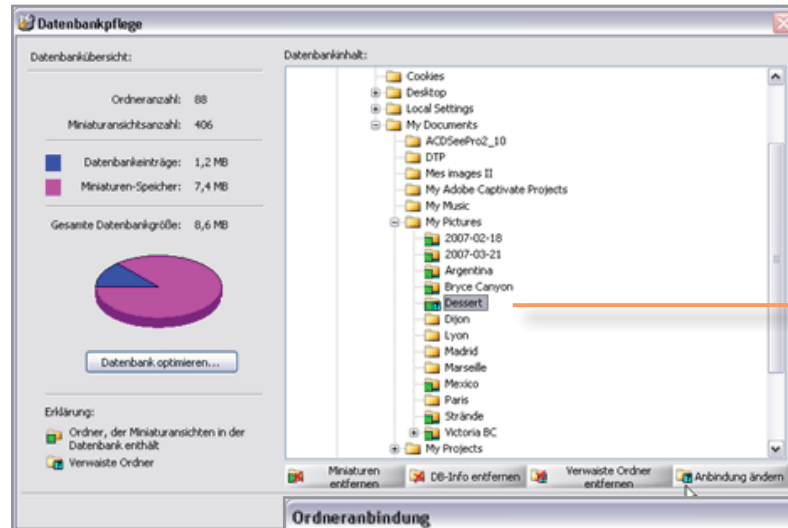 Datenbankpflege
Datenbankübersicht:
Ordneranzahl: 88
Miniaturansichtsanzahl: 406
Datenbankeinträge: 1,2 MB
Miniaturen-Speicher: 7,4 MB
Gesamte Datenbankgröße: 8,6 MB
Datenbank optimieren...
Erklärung:
Ordner, der Miniaturansichten in der
Datenbank enthält
Verwaiste Ordner
Datenbankinhalt:
Cookies
Desktop
Local Settings
My Documents
ACDSeePro2_10
DTP
Mes images II
My Adobe Captivate Projects
My Music
My Pictures
2007-02-18
2007-03-21
Argentina
Bryce Canyon
Dessert
Dijon
Lyon
Madrid
Marseille
Mexico
Paris
Strände
Victoria BC
My Projects
Miniaturen
entfernen
DB-Info entfernen
Verwaiste Ordner
entfernen
Anbindung ändern
Ordneranbindung